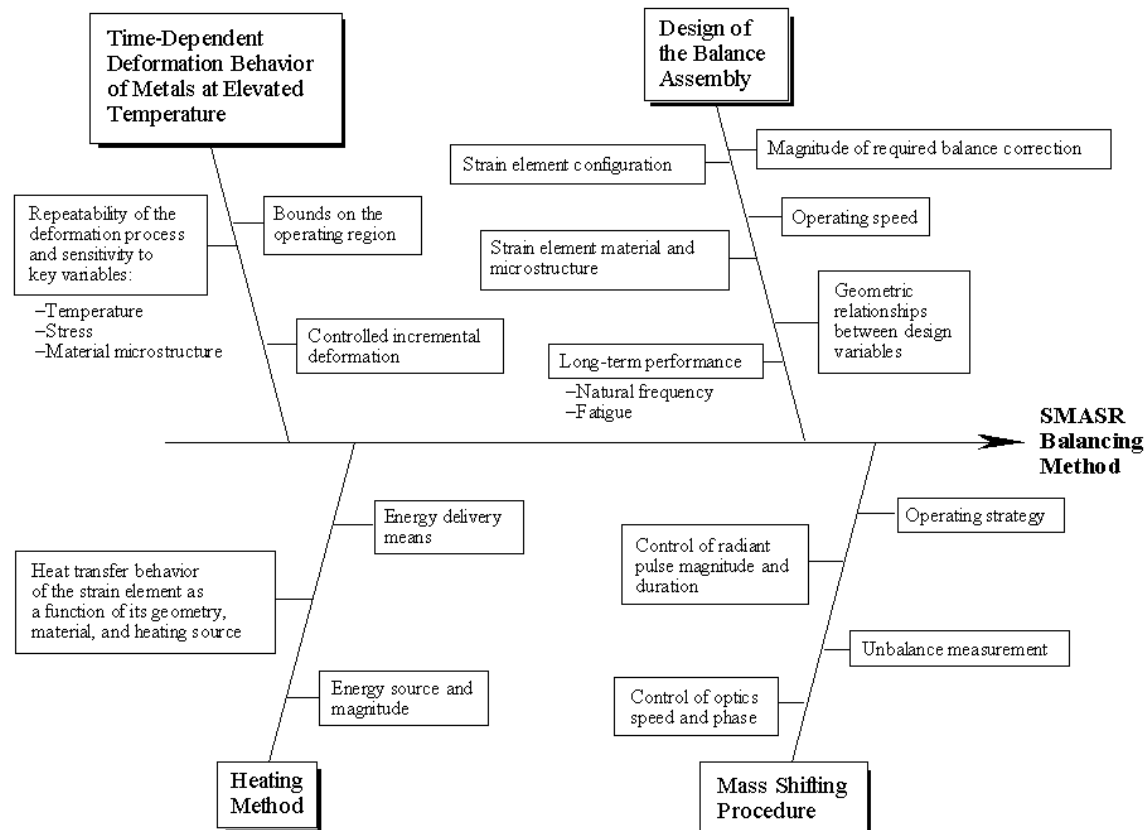 Time-Dependent
Deformation Behavior
of Metals at Elevated
Temperature
Design of
the Balance
Assembly
Strain element configuration
Magnitude of required balance correction
Repeatability of the
deformation process
and sensitivity to
key variables:
–Temperature
–Stress
–Material microstructure
Bounds on the
operating region
Operating speed
Strain element material and
microstructure
Geometric
relationships
between design
variables
Controlled incremental
deformation
Long-term performance
–Natural frequency
–Fatigue
SMASR
Balancing
Method
Energy delivery
means
Operating strategy
Control of radiant
pulse magnitude and
duration
Heat transfer behavior
of the strain element as
a function of its geometry,
material, and heating source
Unbalance measurement
Energy source and
magnitude
Control of optics
speed and phase
Heating
Method
Mass Shifting
Procedure